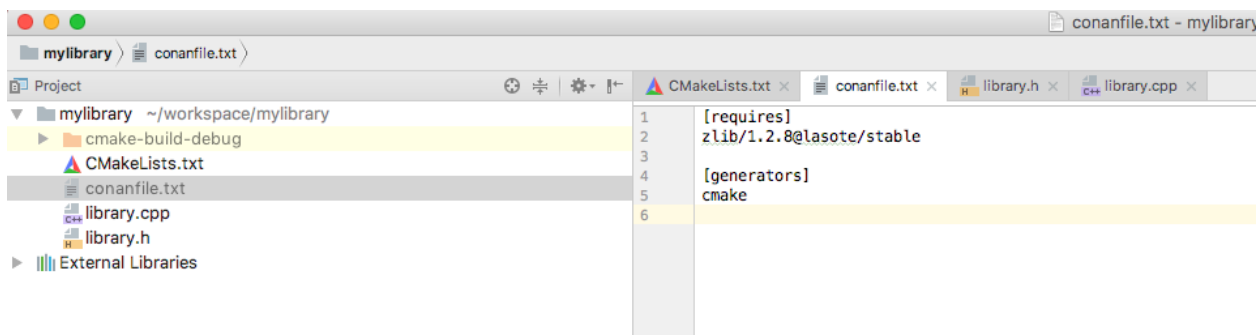 conanfile.txt - mylibrary
mylibrary conanfile.txt
Project
CMakeLists.txt conanfile.txt library.h library.cpp
mylibrary ~/workspace/mylibrary
cmake-build-debug
CMakeLists.txt
conanfile.txt
library.cpp
library.h
External Libraries
1 [requires]
2 zlib/1.2.8@lasote/stable
3
4 [generators]
5 cmake
6